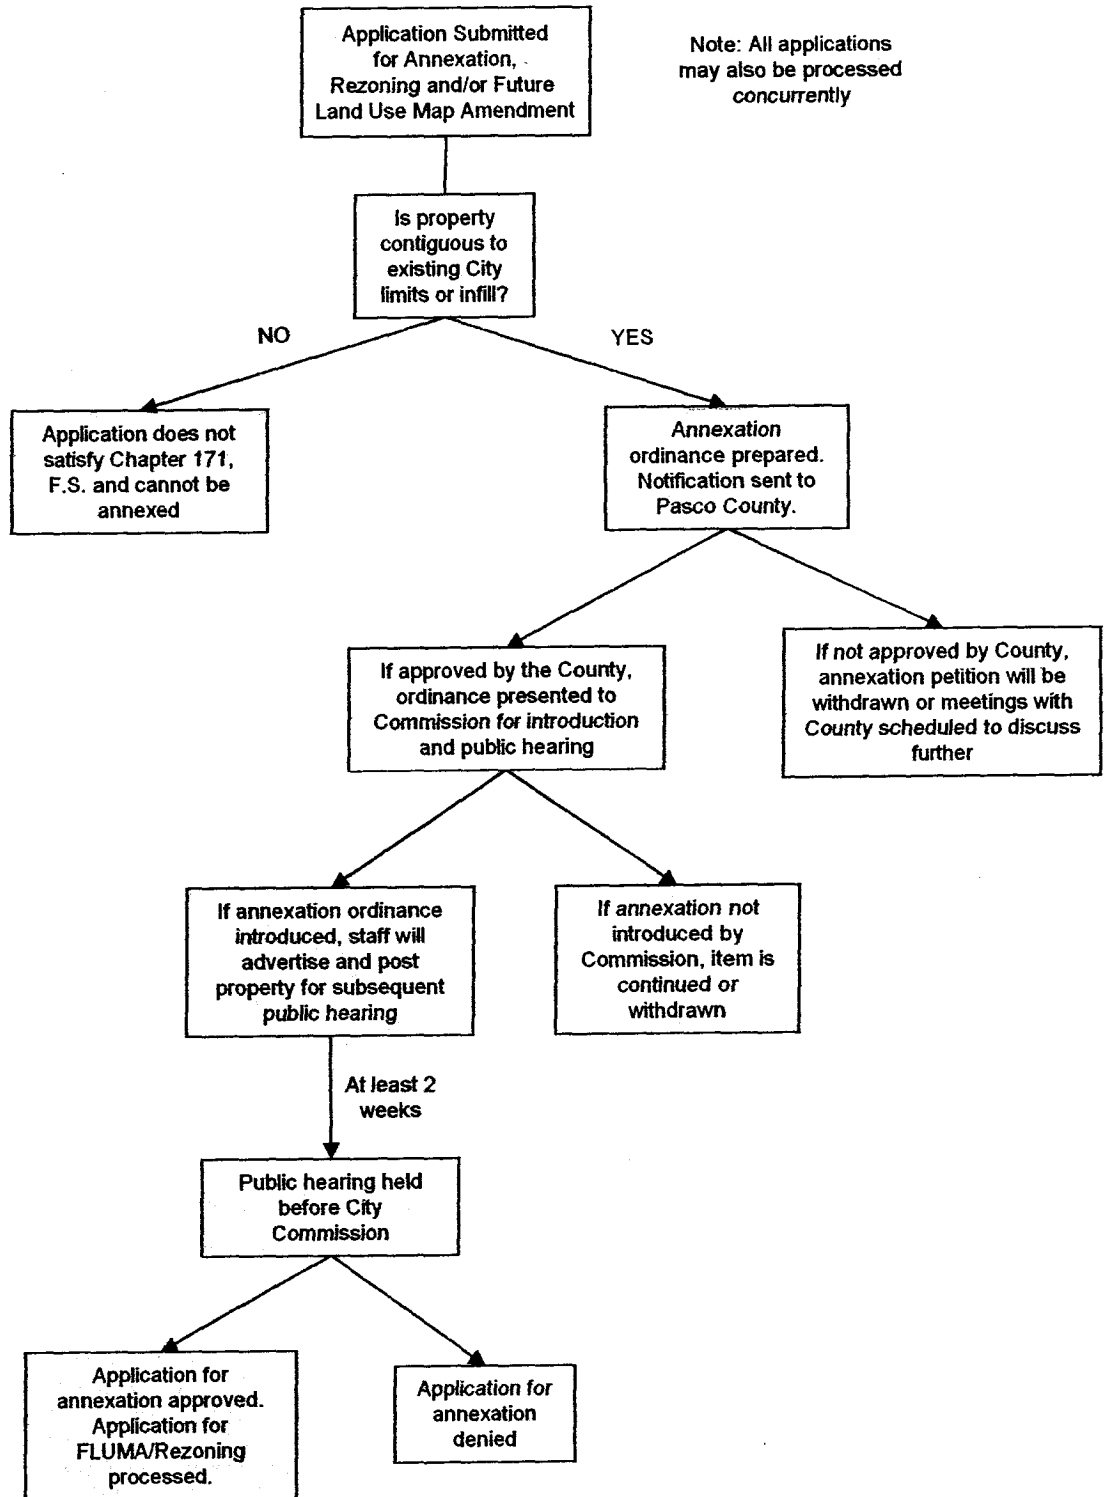 Application Submitted
for Annexation,
Rezoning and/or Future
Land Use Map Amendment
Note: All applications
may also be processed
concurrently
Is property
contiguous to
existing City
limits or infill?
NO
YES
Application does not
satisfy Chapter 171,
F.S. and cannot be
annexed
Annexation
ordinance prepared.
Notification sent to
Pasco County.
If approved by the County,
ordinance presented to
Commission for introduction
and public hearing
If not approved by County,
annexation petition will be
withdrawn or meetings with
County scheduled to discuss
further
If annexation ordinance
introduced, staff will
advertise and post
property for subsequent
public hearing
If annexation not
introduced by
Commission, item is
continued or
withdrawn
At least 2
weeks
Public hearing held
before City
Commission
Application for
annexation approved.
Application for
FLUMA/Rezoning
processed.
Application for
annexation
denied